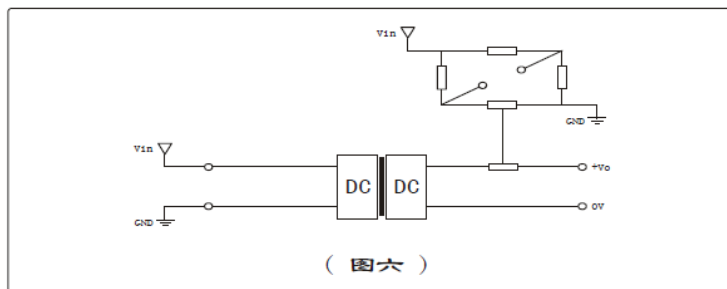 Vin
GND
Vin
DC DC
+Vo
GND
0V
( 图六 )